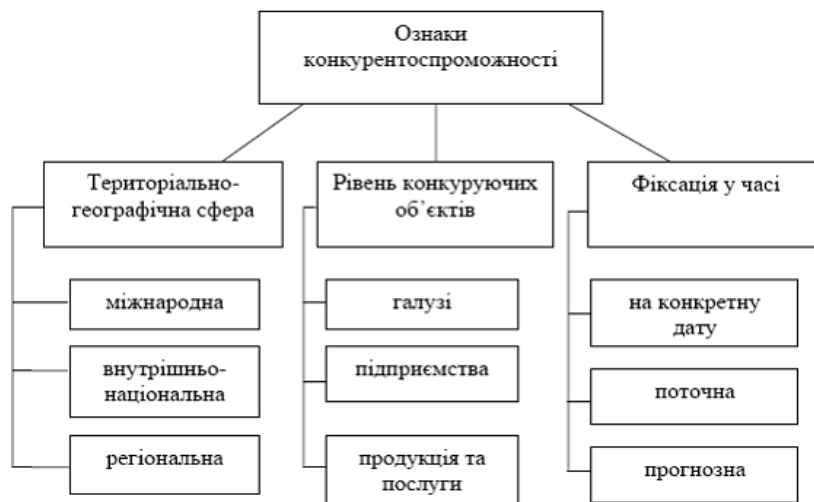 Ознаки
конкурентоспроможності
Територіально-
географічна сфера
міжнародна
внутрішньо-
національна
регіональна
Рівень конкуруючих
об’єктів
галузі
підприємства
продукція та
послуги
Фіксація у часі
на конкретну
дату
поточна
прогнозна